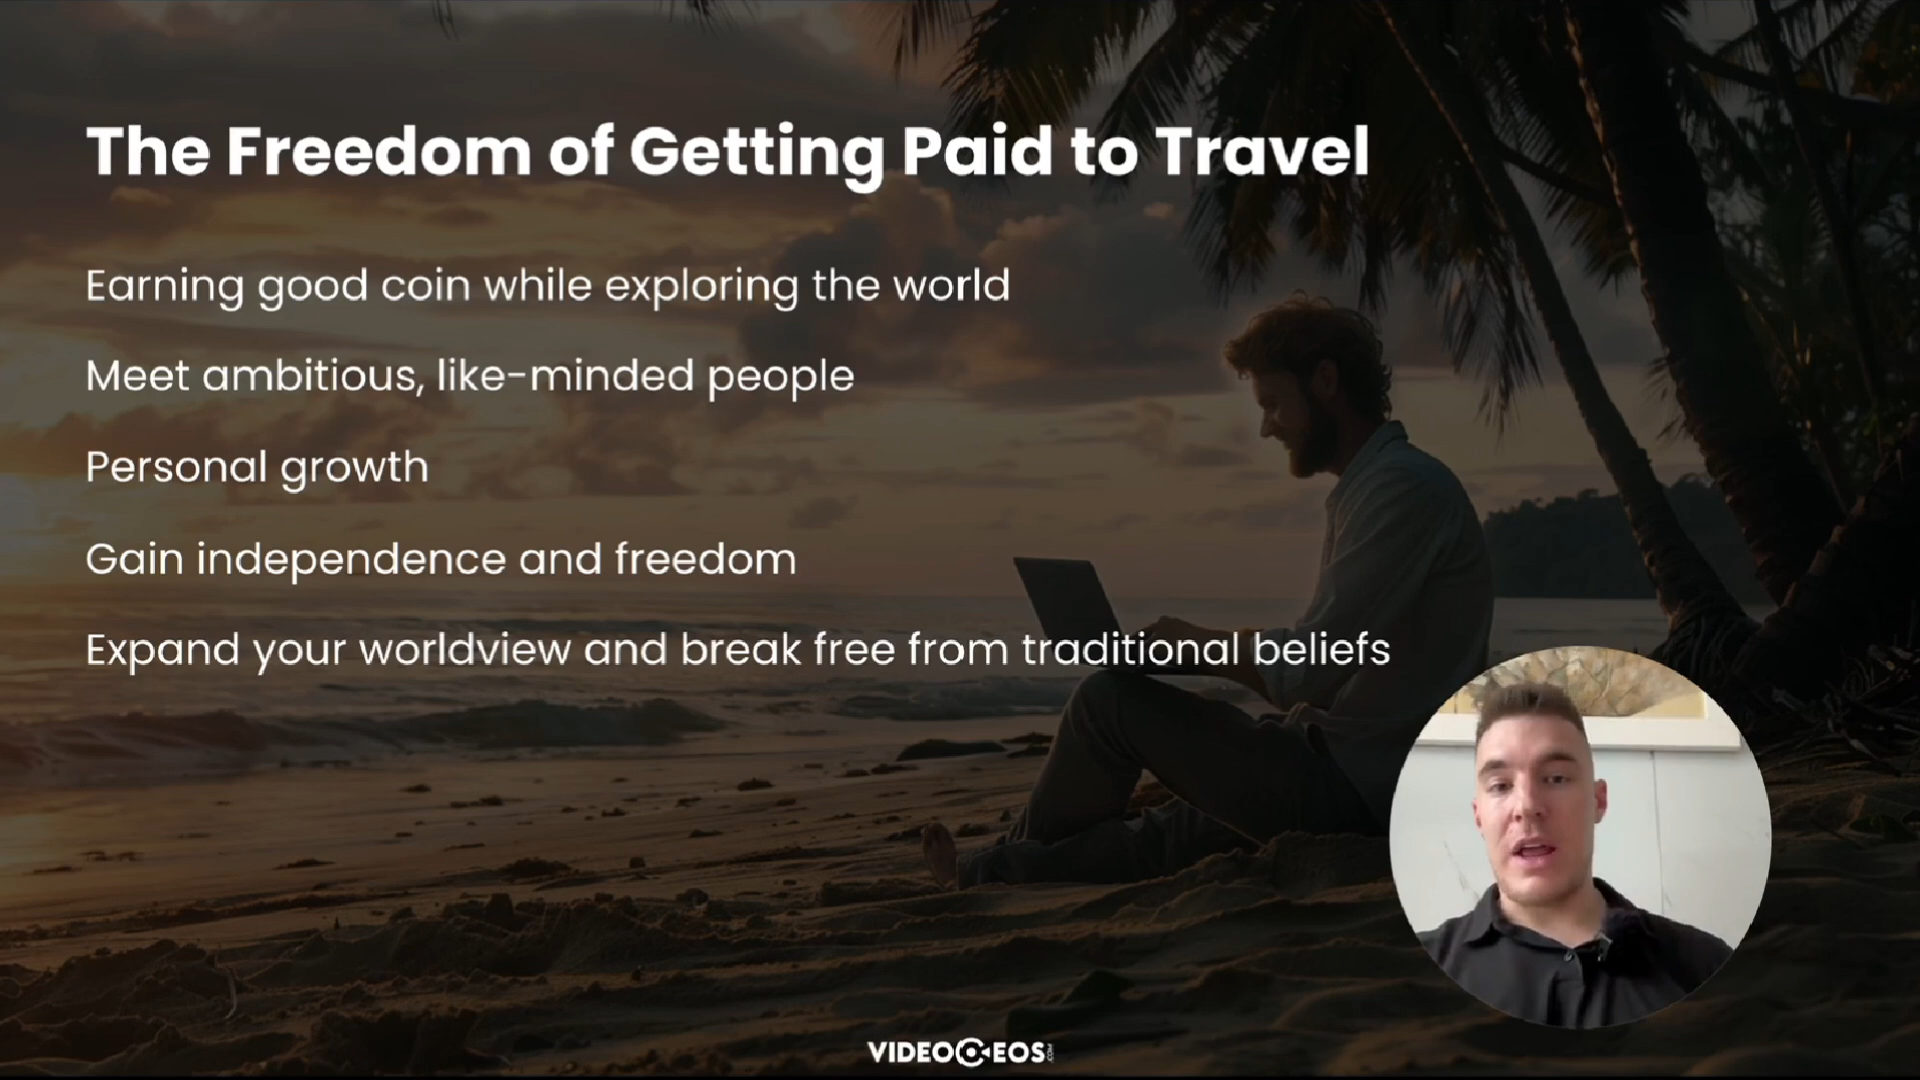 The Freedom of Getting Paid to Travel
Earning good coin while exploring the world
Meet ambitious, like-minded people
Personal growth
Gain independence and freedom
Expand your worldview and break free from traditional beliefs
VIDEOCEOS